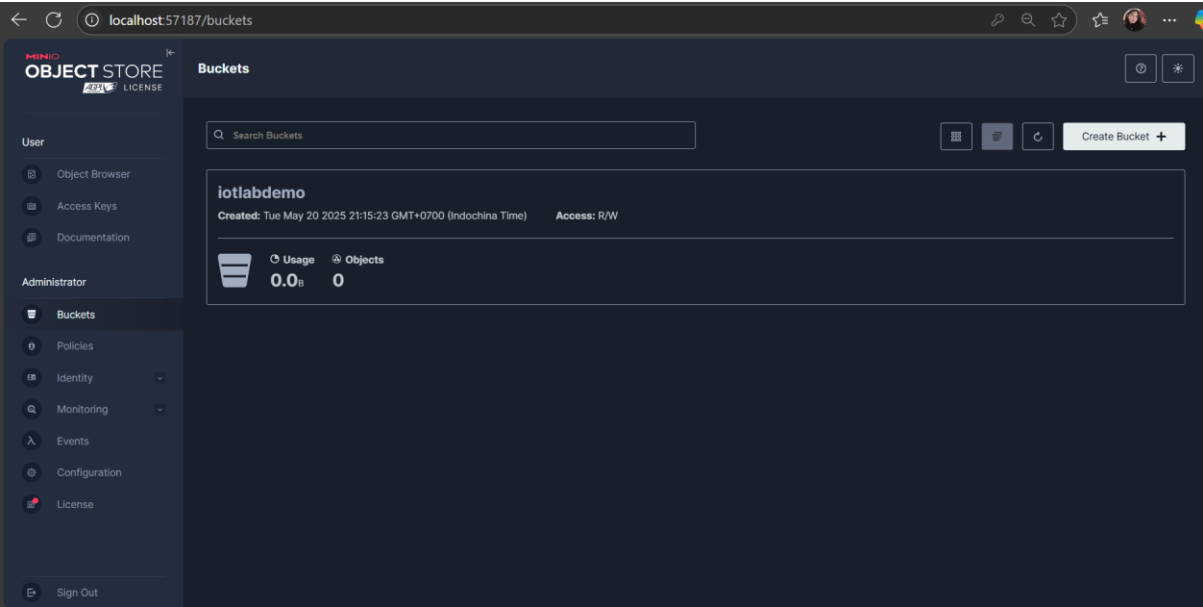 localhost:57187/buckets
MINIO
OBJECT STORE
LICENSE
Buckets
User
Object Browser
Access Keys
Documentation
Administrator
Buckets
Policies
Identity
Monitoring
Events
Configuration
License
Sign Out
Search Buckets
Create Bucket +
iotlabdemo
Created: Tue May 20 2025 21:15:23 GMT+0700 (Indochina Time) Access: R/W
Usage Objects
0.0B 0